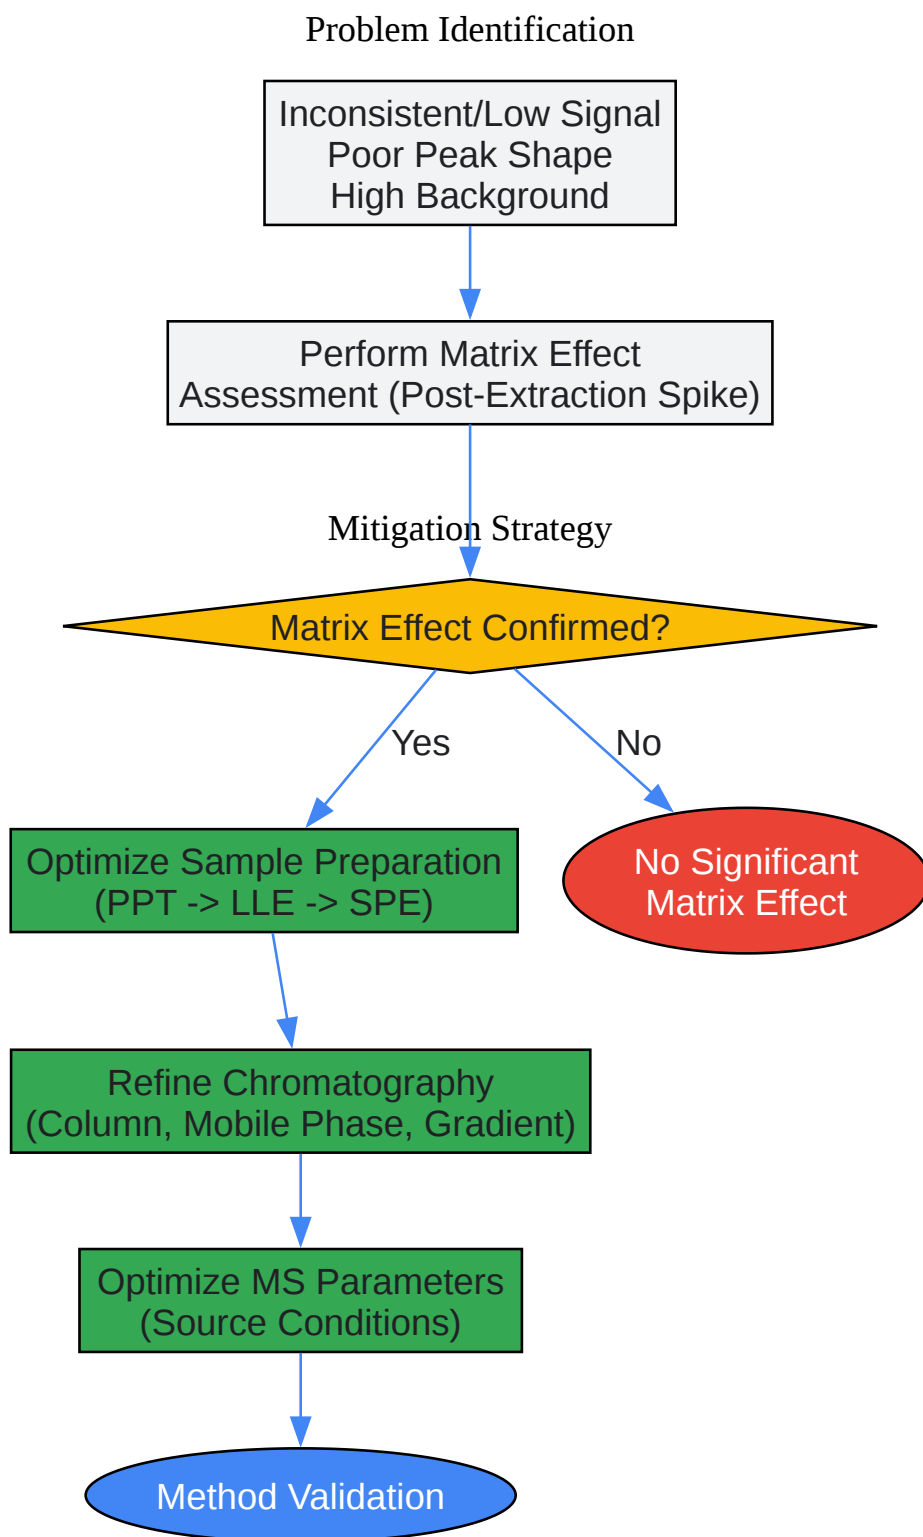 Problem Identification
Inconsistent/Low Signal
Poor Peak Shape
High Background
Perform Matrix Effect
Assessment (Post-Extraction Spike)
Mitigation Strategy
Matrix Effect Confirmed?
Yes
No
Optimize Sample Preparation
(PPT -> LLE -> SPE)
No Significant
Matrix Effect
Refine Chromatography
(Column, Mobile Phase, Gradient)
Optimize MS Parameters
(Source Conditions)
Method Validation